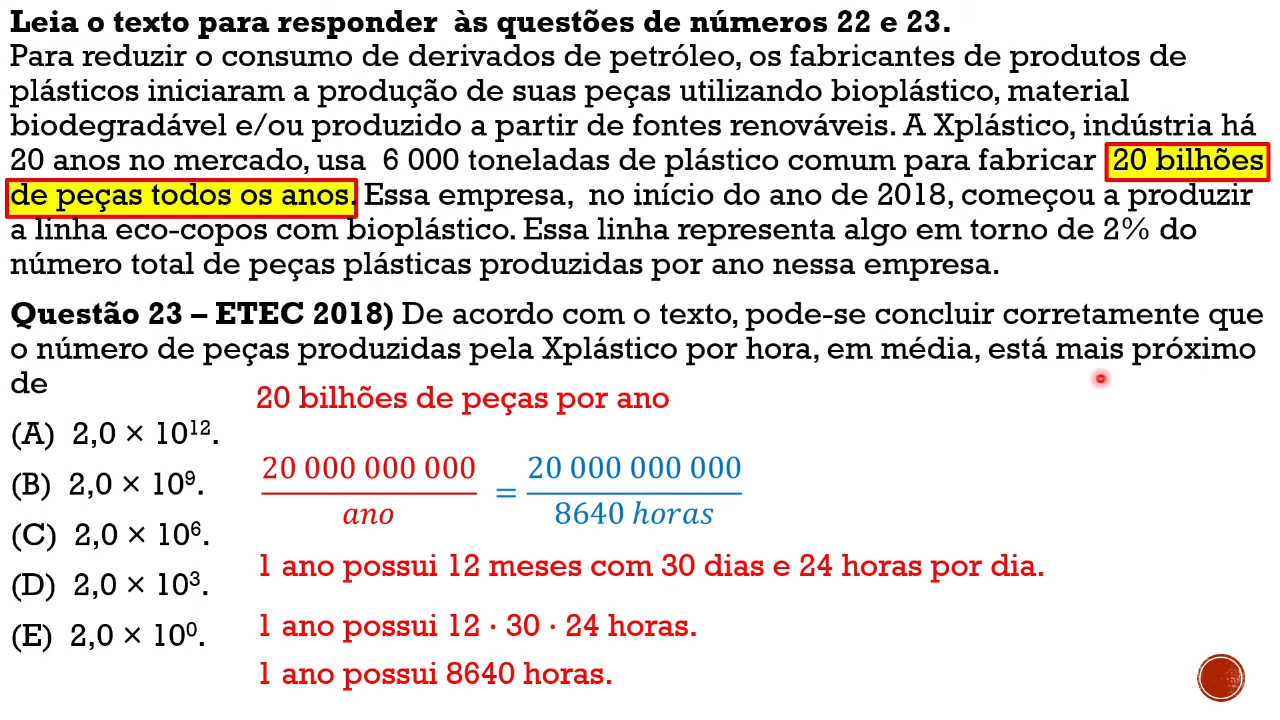 Leia o texto para responder às questões de números 22 e 23.
Para reduzir o consumo de derivados de petróleo, os fabricantes de produtos de
plásticos iniciaram a produção de suas peças utilizando bioplástico, material
biodegradável e/ou produzido a partir de fontes renováveis. A Xplástico, indústria há
20 anos no mercado, usa 6 000 toneladas de plástico comum para fabricar 20 bilhões
de peças todos os anos. Essa empresa, no início do ano de 2018, começou a produzir
a linha eco-copos com bioplástico. Essa linha representa algo em torno de 2% do
número total de peças plásticas produzidas por ano nessa empresa.
Questão 23 – ETEC 2018) De acordo com o texto, pode-se concluir corretamente que
o número de peças produzidas pela Xplástico por hora, em média, está mais próximo
de
20 bilhões de peças por ano
(A) 2,0 × 10¹².
(B) 2,0 × 10⁹.
(C) 2,0 × 10⁶.
(D) 2,0 × 10³.
(E) 2,0 × 10⁰.
20 000 000 000 / ano = 20 000 000 000 / 8640 horas
1 ano possui 12 meses com 30 dias e 24 horas por dia.
1 ano possui 12 · 30 · 24 horas.
1 ano possui 8640 horas.